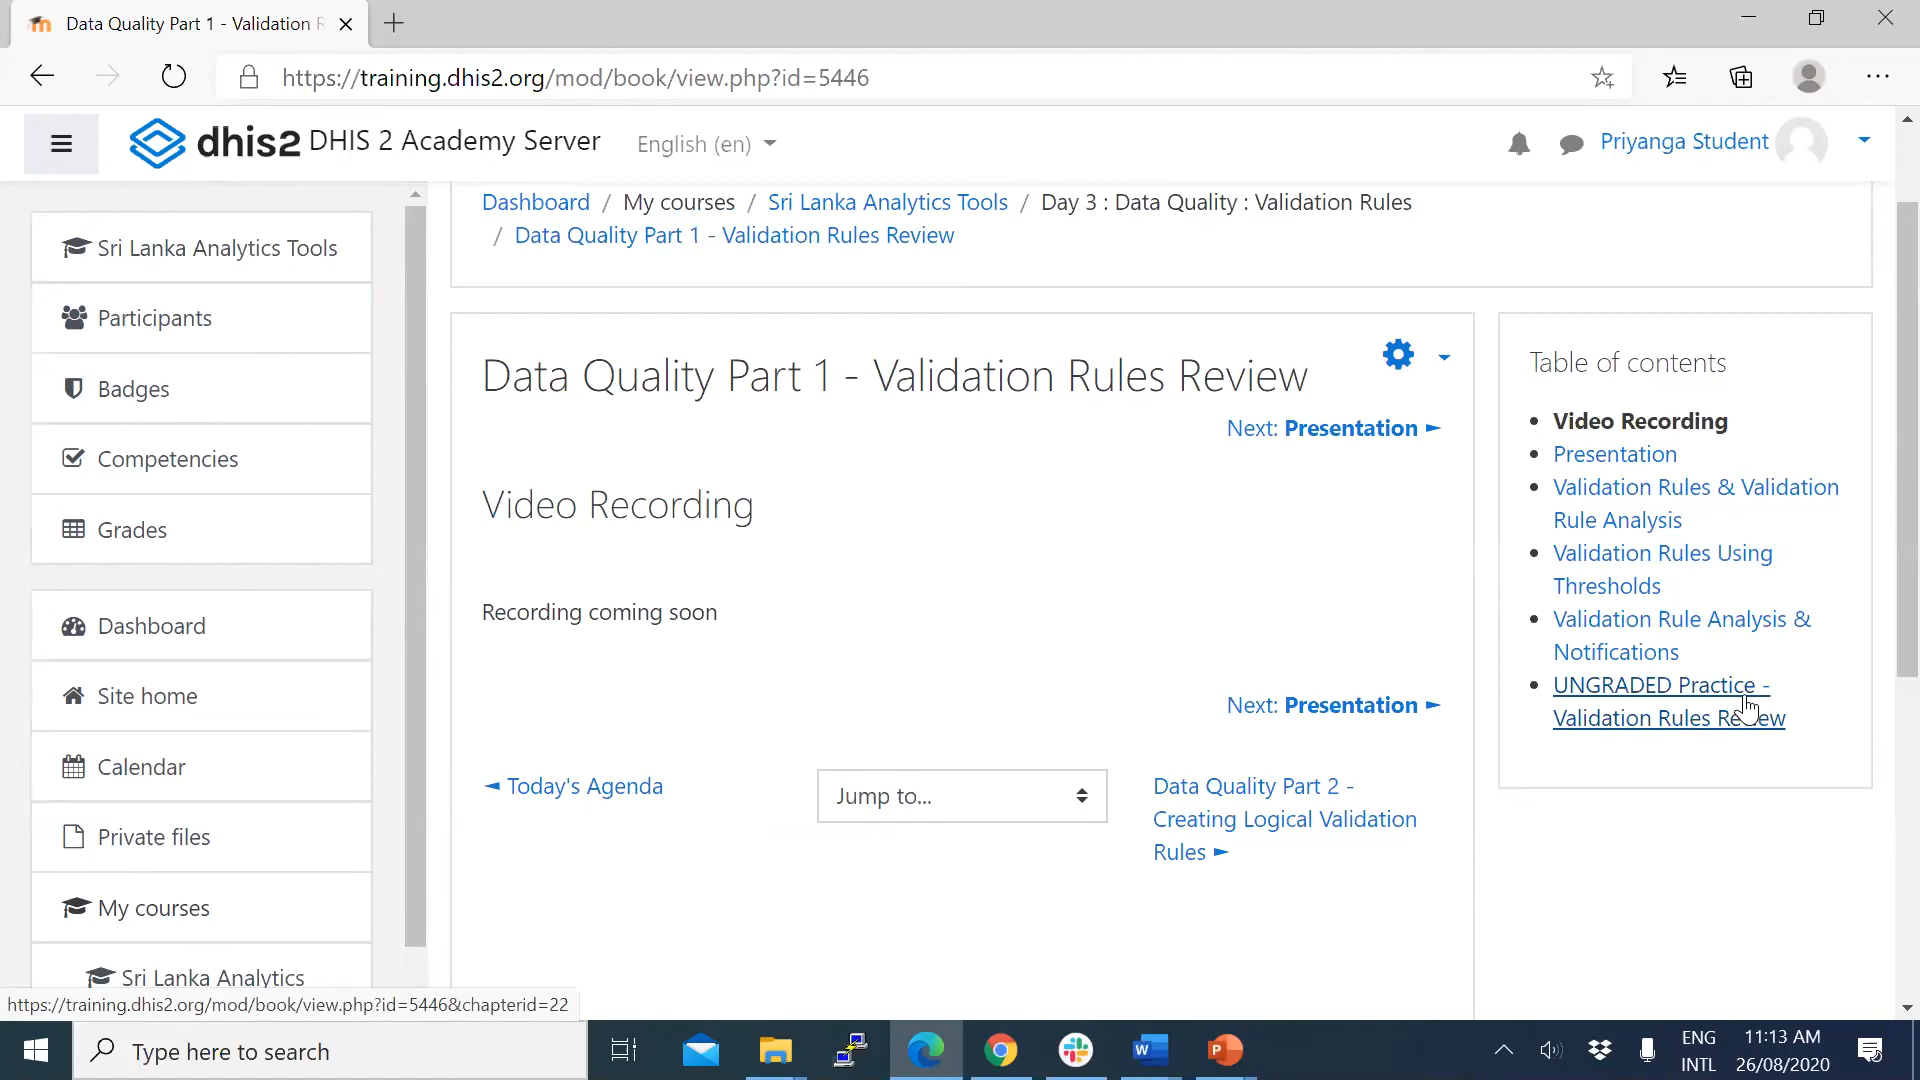 Data Quality Part 1 - Validation R
https://training.dhis2.org/mod/book/view.php?id=5446
dhis2 DHIS 2 Academy Server
English (en)
Priyanga Student
Dashboard / My courses / Sri Lanka Analytics Tools / Day 3 : Data Quality : Validation Rules
/ Data Quality Part 1 - Validation Rules Review
Sri Lanka Analytics Tools
Participants
Badges
Competencies
Grades
Dashboard
Site home
Calendar
Private files
My courses
Sri Lanka Analytics
Data Quality Part 1 - Validation Rules Review
Next: Presentation ►
Video Recording
Recording coming soon
Next: Presentation ►
◄ Today's Agenda
Jump to...
Data Quality Part 2 -
Creating Logical Validation
Rules ►
Table of contents
• Video Recording
• Presentation
• Validation Rules & Validation
Rule Analysis
• Validation Rules Using
Thresholds
• Validation Rule Analysis &
Notifications
• UNGRADED Practice -
Validation Rules Review
https://training.dhis2.org/mod/book/view.php?id=5446&chapterid=22
Type here to search
ENG
INTL
11:13 AM
26/08/2020